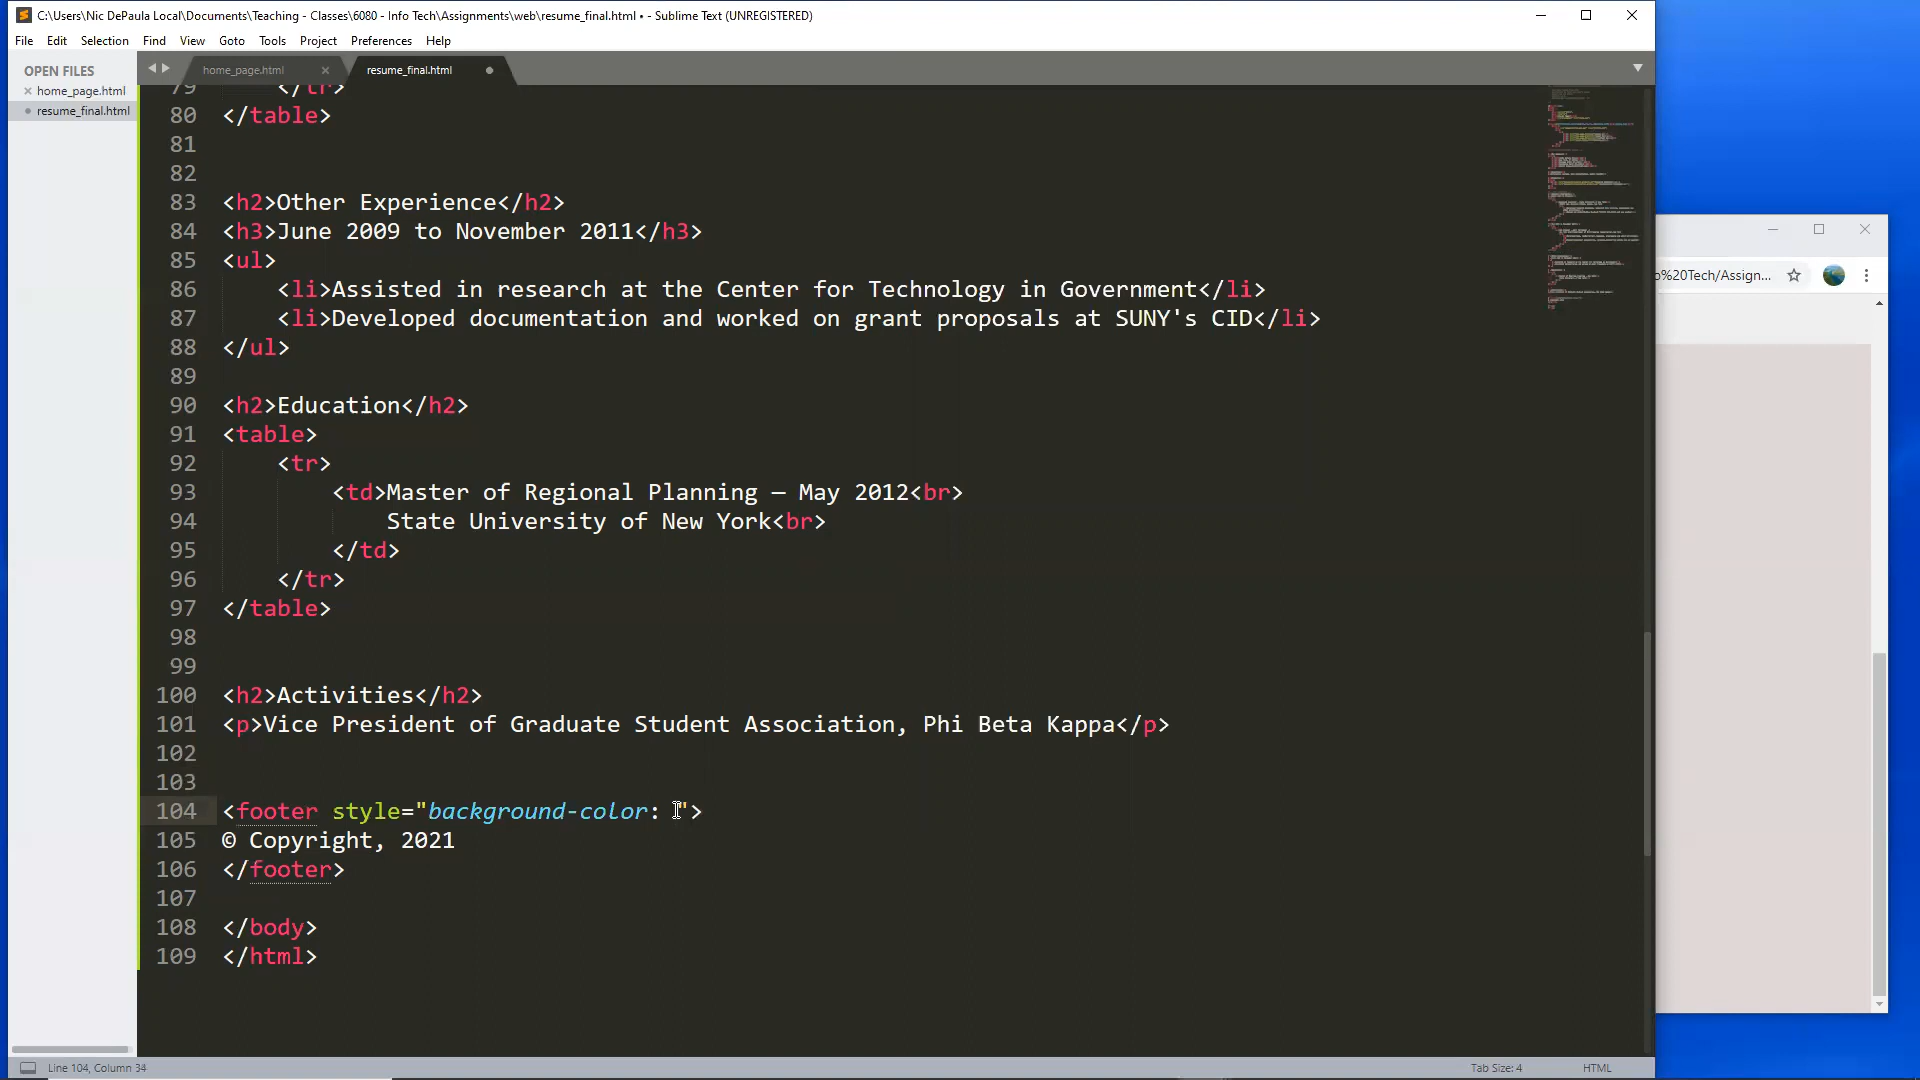 C:\Users\Nic DePaula Local\Documents\Teaching - Classes\6080 - Info Tech\Assignments\web\resume_final.html • - Sublime Text (UNREGISTERED)
File Edit Selection Find View Goto Tools Project Preferences Help
OPEN FILES
home_page.html
resume_final.html
home_page.html
resume_final.html
79 </tr>
80 </table>
81
82
83 <h2>Other Experience</h2>
84 <h3>June 2009 to November 2011</h3>
85 <ul>
86 <li>Assisted in research at the Center for Technology in Government</li>
87 <li>Developed documentation and worked on grant proposals at SUNY's CID</li>
88 </ul>
89
90 <h2>Education</h2>
91 <table>
92 <tr>
93 <td>Master of Regional Planning — May 2012<br>
94 State University of New York<br>
95 </td>
96 </tr>
97 </table>
98
99
100 <h2>Activities</h2>
101 <p>Vice President of Graduate Student Association, Phi Beta Kappa</p>
102
103
104 <footer style="background-color: ">
105 © Copyright, 2021
106 </footer>
107
108 </body>
109 </html>
o%20Tech/Assign...
Line 104, Column 34
Tab Size: 4
HTML